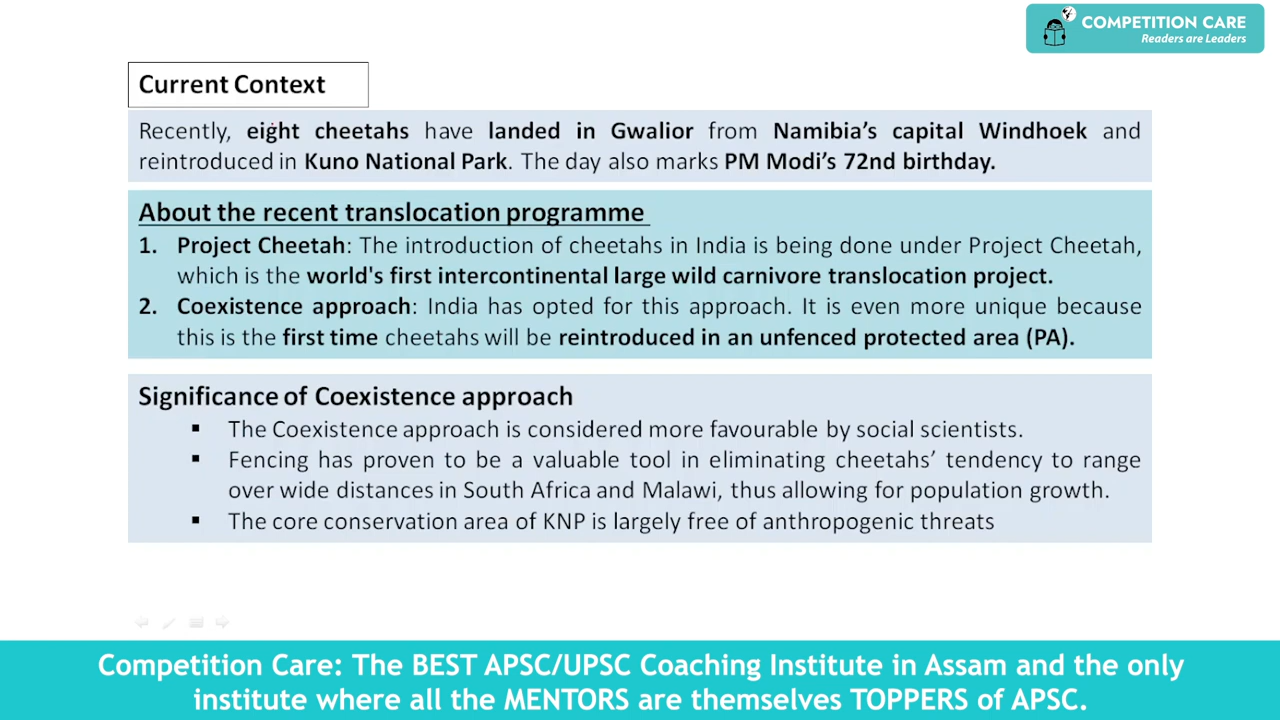 COMPETITION CARE
Readers are Leaders
Current Context
Recently, eight cheetahs have landed in Gwalior from Namibia’s capital Windhoek and
reintroduced in Kuno National Park. The day also marks PM Modi’s 72nd birthday.
About the recent translocation programme
1. Project Cheetah: The introduction of cheetahs in India is being done under Project Cheetah,
which is the world's first intercontinental large wild carnivore translocation project.
2. Coexistence approach: India has opted for this approach. It is even more unique because
this is the first time cheetahs will be reintroduced in an unfenced protected area (PA).
Significance of Coexistence approach
▪ The Coexistence approach is considered more favourable by social scientists.
▪ Fencing has proven to be a valuable tool in eliminating cheetahs’ tendency to range
over wide distances in South Africa and Malawi, thus allowing for population growth.
▪ The core conservation area of KNP is largely free of anthropogenic threats
Competition Care: The BEST APSC/UPSC Coaching Institute in Assam and the only
institute where all the MENTORS are themselves TOPPERS of APSC.